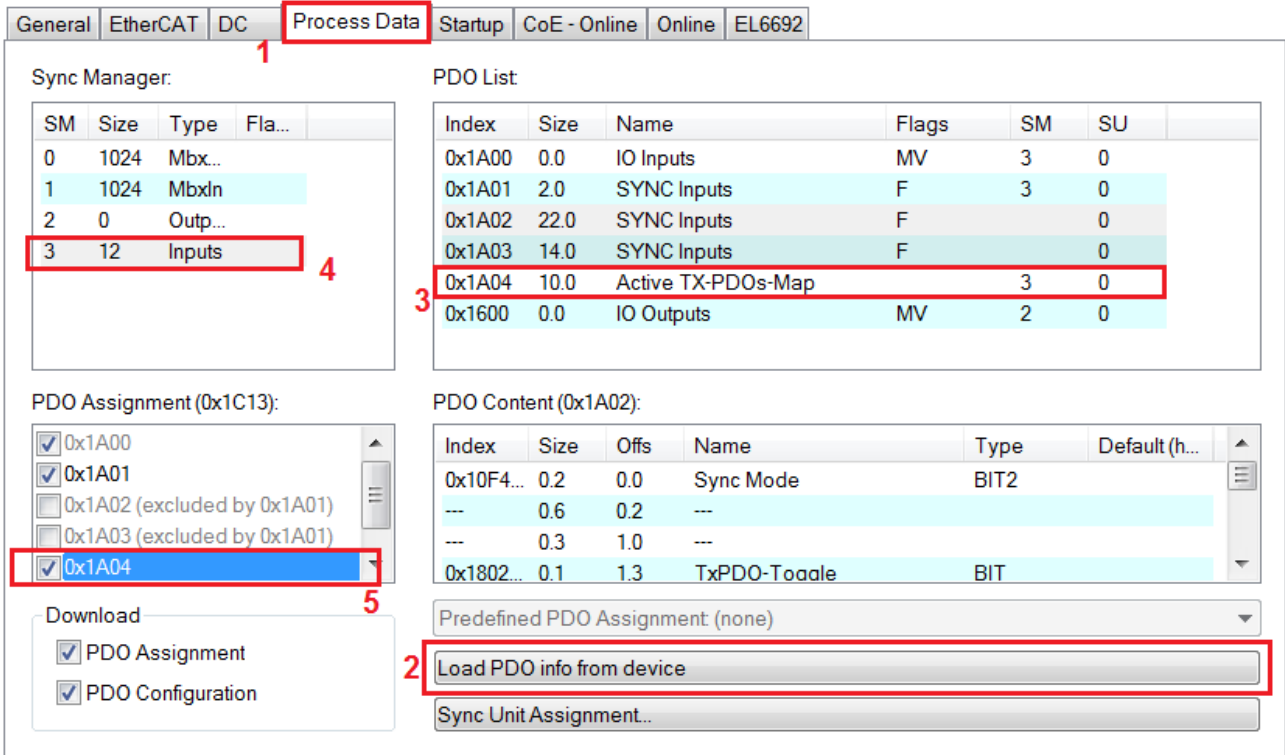 General EtherCAT DC Process Data Startup CoE - Online Online EL6692
1
Sync Manager:
SM Size Type Fla...
0 1024 Mbx...
1 1024 MbxIn
2 0 Outp...
3 12 Inputs
4
PDO List:
Index Size Name Flags SM SU
0x1A00 0.0 IO Inputs MV 3 0
0x1A01 2.0 SYNC Inputs F 3 0
0x1A02 22.0 SYNC Inputs F 0
0x1A03 14.0 SYNC Inputs F 0
0x1A04 10.0 Active TX-PDOs-Map 3 0
3
0x1600 0.0 IO Outputs MV 2 0
PDO Assignment (0x1C13):
0x1A00
0x1A01
0x1A02 (excluded by 0x1A01)
0x1A03 (excluded by 0x1A01)
0x1A04
5
PDO Content (0x1A02):
Index Size Offs Name Type Default (h...
0x10F4... 0.2 0.0 Sync Mode BIT2
--- 0.6 0.2 ---
--- 0.3 1.0 ---
0x1802... 0.1 1.3 TxPDO-Toggle BIT
Download
PDO Assignment
PDO Configuration
Predefined PDO Assignment: (none)
2 Load PDO info from device
Sync Unit Assignment...